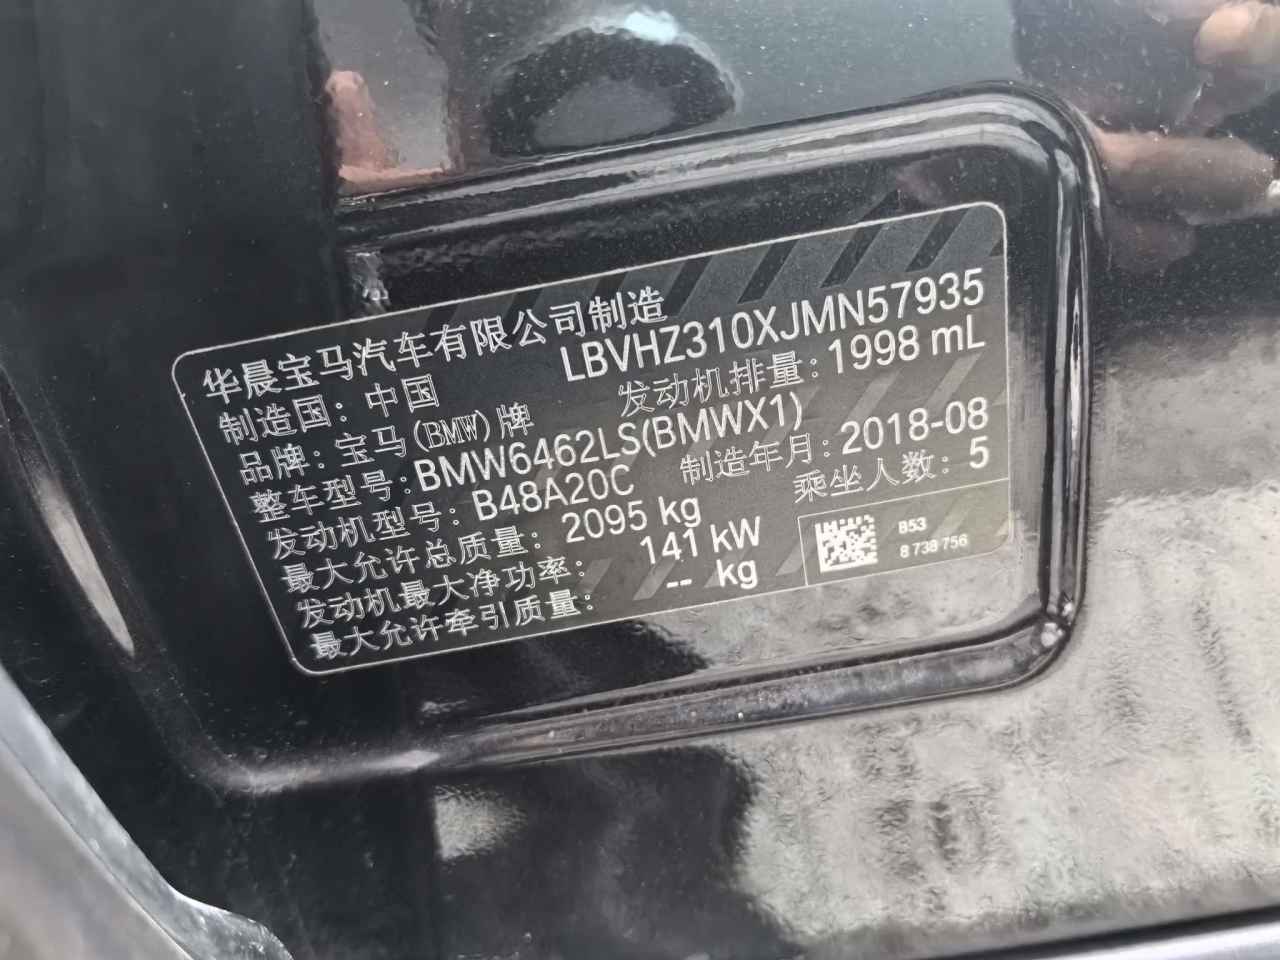 华晨宝马汽车有限公司制造
制造国：中国 LBVHZ310XJMN57935
品牌：宝马(BMW)牌 发动机排量：1998 mL
整车型号：BMW6462LS(BMWX1)
发动机型号：B48A20C 制造年月：2018-08
最大允许总质量：2095 kg 乘坐人数：5
发动机最大净功率：141 kW
最大允许牵引质量：-- kg
B53
8 738 756